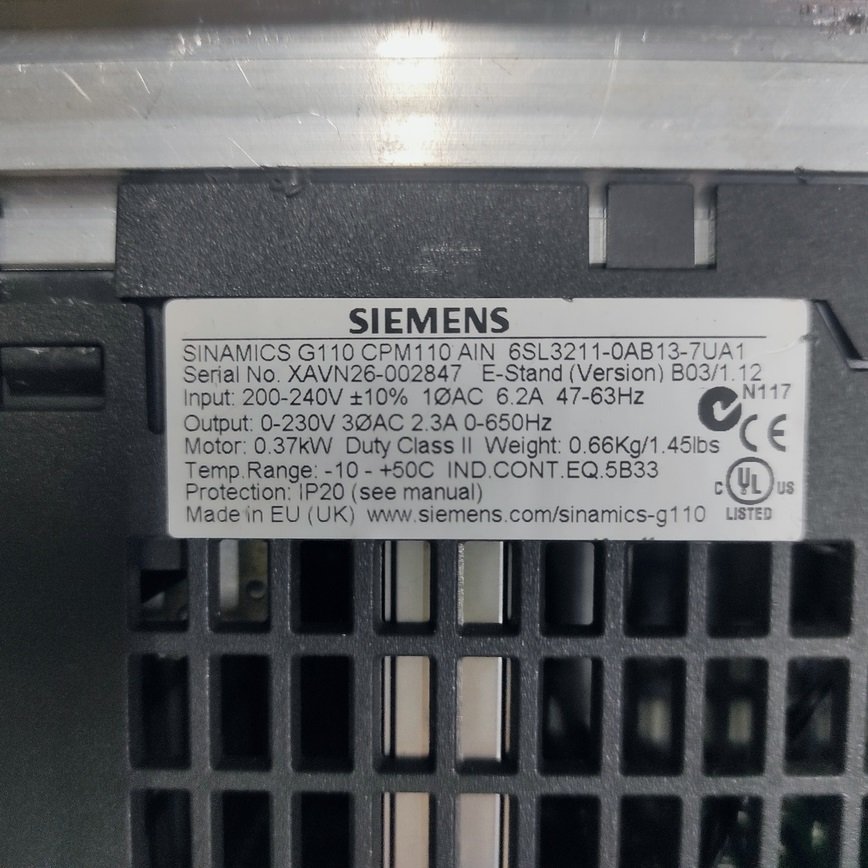 SIEMENS
SINAMICS G110 CPM110 AIN 6SL3211-0AB13-7UA1
Serial No. XAVN26-002847 E-Stand (Version) B03/1.12
Input: 200-240V ±10% 1ØAC 6.2A 47-63Hz
N117
Output: 0-230V 3ØAC 2.3A 0-650Hz
CE
Motor: 0.37kW Duty Class II Weight: 0.66Kg/1.45lbs
Temp.Range: -10 - +50C IND.CONT.EQ.5B33
C UL US
Protection: IP20 (see manual)
Made in EU (UK) www.siemens.com/sinamics-g110
LISTED